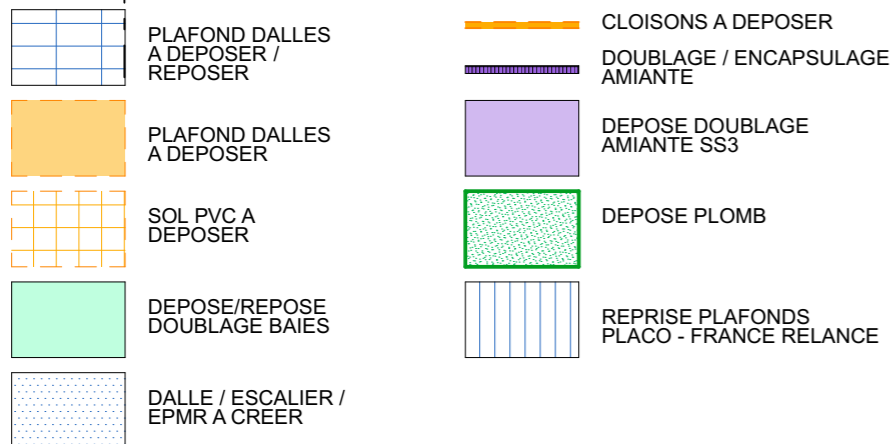 PLAFOND DALLES
A DEPOSER /
REPOSER
PLAFOND DALLES
A DEPOSER
SOL PVC A
DEPOSER
DEPOSE/REPOSE
DOUBLAGE BAIES
DALLE / ESCALIER /
EPMR A CREER
CLOISONS A DEPOSER
DOUBLAGE / ENCAPSULAGE
AMIANTE
DEPOSE DOUBLAGE
AMIANTE SS3
DEPOSE PLOMB
REPRISE PLAFONDS
PLACO - FRANCE RELANCE